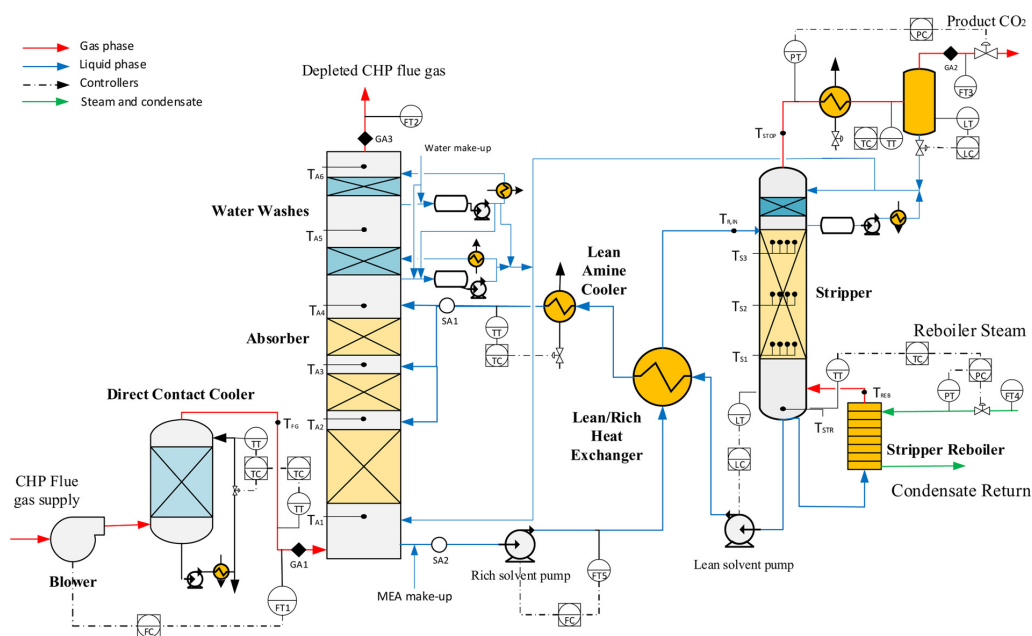 Gas phase
Liquid phase
Controllers
Steam and condensate
Depleted CHP flue gas
FT2
GA3
Water make-up
TA6
Water Washes
TA5
TA4
Absorber
TA3
TA2
TA1
SA1
TT
TC
Lean
Amine
Cooler
Lean/Rich
Heat
Exchanger
Direct Contact Cooler
TFG
TT
TC
TC
TT
CHP Flue
gas supply
Blower
GA1
FT1
FC
SA2
MEA make-up
Rich solvent pump
FT5
FC
Lean solvent pump
LT
LC
Product CO2
PC
PT
GA2
FT3
TSTOP
TC
TT
LT
LC
TR,IN
TS3
TS2
TS1
Stripper
Reboiler Steam
TC
PC
TT
PT
FT4
TREB
TSTR
Stripper Reboiler
Condensate Return